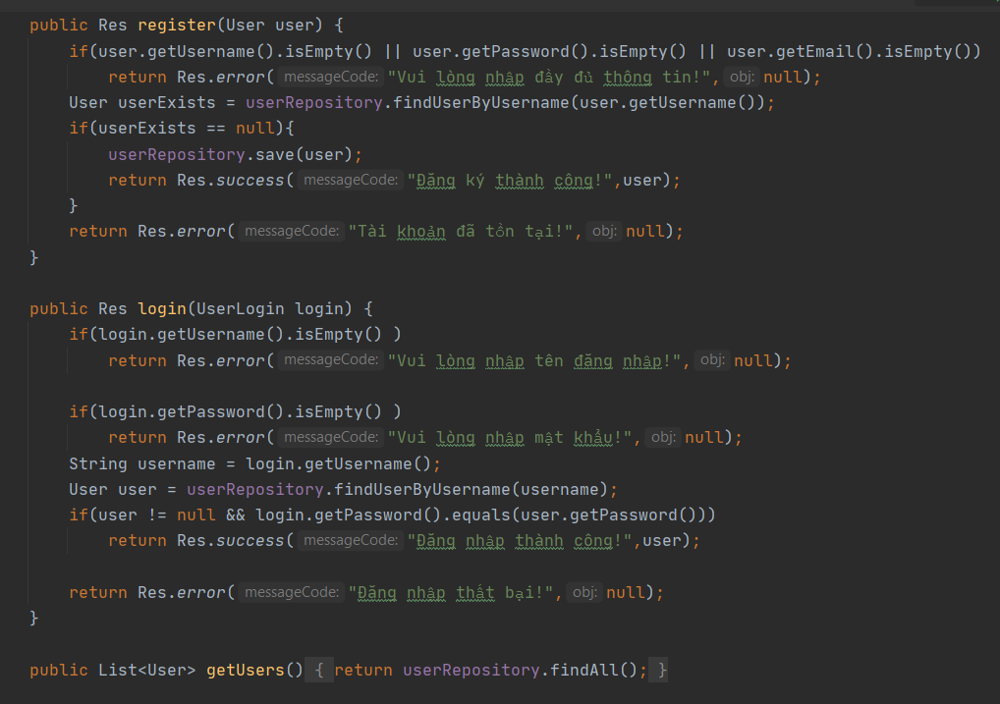 public Res register(User user) {
if(user.getUsername().isEmpty() || user.getPassword().isEmpty() || user.getEmail().isEmpty())
return Res.error( messageCode: "Vui lòng nhập đầy đủ thông tin!", obj: null);
User userExists = userRepository.findUserByUsername(user.getUsername());
if(userExists == null){
userRepository.save(user);
return Res.success( messageCode: "Đăng ký thành công!",user);
}
return Res.error( messageCode: "Tài khoản đã tồn tại!", obj: null);
}
public Res login(UserLogin login) {
if(login.getUsername().isEmpty() )
return Res.error( messageCode: "Vui lòng nhập tên đăng nhập!", obj: null);
if(login.getPassword().isEmpty() )
return Res.error( messageCode: "Vui lòng nhập mật khẩu!", obj: null);
String username = login.getUsername();
User user = userRepository.findUserByUsername(username);
if(user != null && login.getPassword().equals(user.getPassword()))
return Res.success( messageCode: "Đăng nhập thành công!",user);
return Res.error( messageCode: "Đăng nhập thất bại!", obj: null);
}
public List<User> getUsers() { return userRepository.findAll(); }